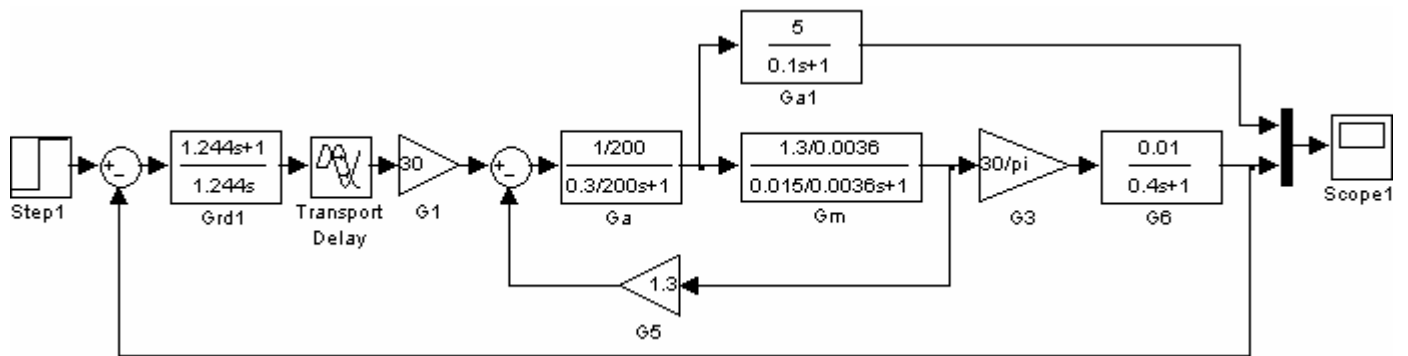 5
0.1s+1
Ga1
Step1
1.244s+1
1.244s
Grd1
Transport
Delay
30
G1
1/200
0.3/200s+1
Ga
1.3/0.0036
0.015/0.0036s+1
Gm
30/pi
G3
0.01
0.4s+1
G6
Scope1
1.3
G5